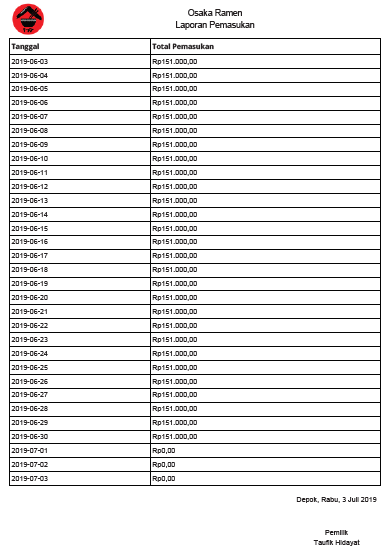 Osaka Ramen
Laporan Pemasukan
Tanggal Total Pemasukan
2019-06-03 Rp151.000,00
2019-06-04 Rp151.000,00
2019-06-05 Rp151.000,00
2019-06-06 Rp151.000,00
2019-06-07 Rp151.000,00
2019-06-08 Rp151.000,00
2019-06-09 Rp151.000,00
2019-06-10 Rp151.000,00
2019-06-11 Rp151.000,00
2019-06-12 Rp151.000,00
2019-06-13 Rp151.000,00
2019-06-14 Rp151.000,00
2019-06-15 Rp151.000,00
2019-06-16 Rp151.000,00
2019-06-17 Rp151.000,00
2019-06-18 Rp151.000,00
2019-06-19 Rp151.000,00
2019-06-20 Rp151.000,00
2019-06-21 Rp151.000,00
2019-06-22 Rp151.000,00
2019-06-23 Rp151.000,00
2019-06-24 Rp151.000,00
2019-06-25 Rp151.000,00
2019-06-26 Rp151.000,00
2019-06-27 Rp151.000,00
2019-06-28 Rp151.000,00
2019-06-29 Rp151.000,00
2019-06-30 Rp151.000,00
2019-07-01 Rp0,00
2019-07-02 Rp0,00
2019-07-03 Rp0,00
Depok, Rabu, 3 Juli 2019
Pemilik
Taufik Hidayat